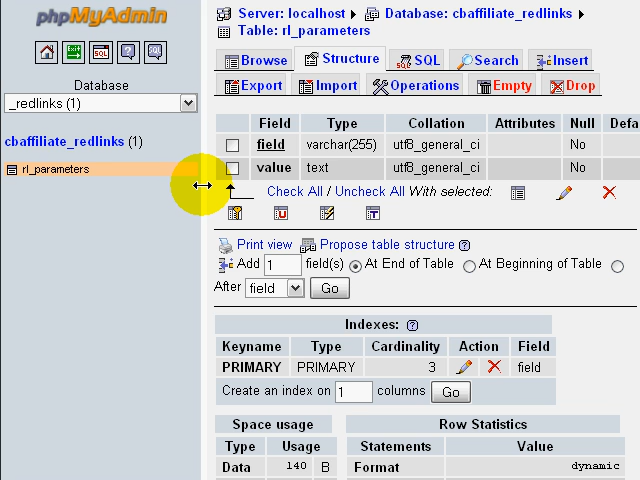 phpMyAdmin
Server: localhost ▶ Database: cbaffiliate_redlinks ▶
Table: rl_parameters
Browse Structure SQL Search Insert
Export Import Operations Empty Drop
Exit SQL SQL
Database
_redlinks (1)
cbaffiliate_redlinks (1)
rl_parameters
Field Type Collation Attributes Null Defa
field varchar(255) utf8_general_ci No
value text utf8_general_ci No
Check All / Uncheck All With selected:
Print view Propose table structure
Add 1 field(s) At End of Table At Beginning of Table
After field Go
Indexes:
Keyname Type Cardinality Action Field
PRIMARY PRIMARY 3 field
Create an index on 1 columns Go
Space usage
Type Usage
Data 140 B
Row Statistics
Statements Value
Format dynamic